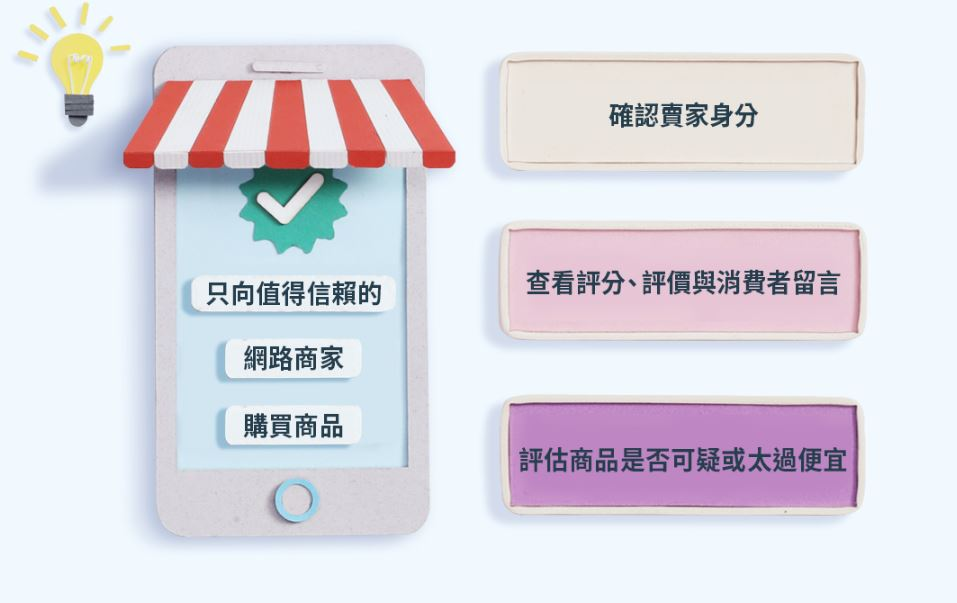 只向值得信賴的
網路商家
購買商品
確認賣家身分
查看評分、評價與消費者留言
評估商品是否可疑或太過便宜